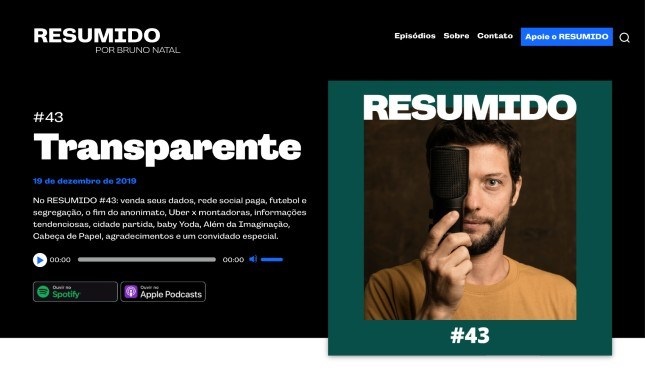 RESUMIDO
POR BRUNO NATAL
Episódios Sobre Contato Apoie o RESUMIDO
#43
Transparente
19 de dezembro de 2019
No RESUMIDO #43: venda seus dados, rede social paga, futebol e
segregação, o fim do anonimato, Uber x montadoras, informações
tendenciosas, cidade partida, baby Yoda, Além da Imaginação,
Cabeça de Papel, agradecimentos e um convidado especial.
00:00 00:00
Ouvir no
Spotify
Ouvir no
Apple Podcasts
RESUMIDO
#43